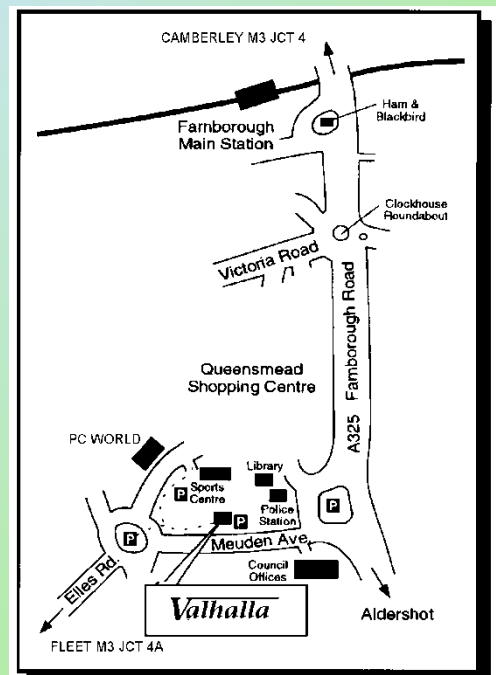 CAMBERLEY M3 JCT 4
Farnborough
Main Station
Ham &
Blackbird
Clockhouse
Roundabout
Victoria Road
A325 Farnborough Road
Queensmead
Shopping Centre
PC WORLD
Library
P
Sports
Centre
Police
Station
P
P
P
Meuden Ave
Elles Rd.
Council
Offices
Valhalla
Aldershot
FLEET M3 JCT 4A